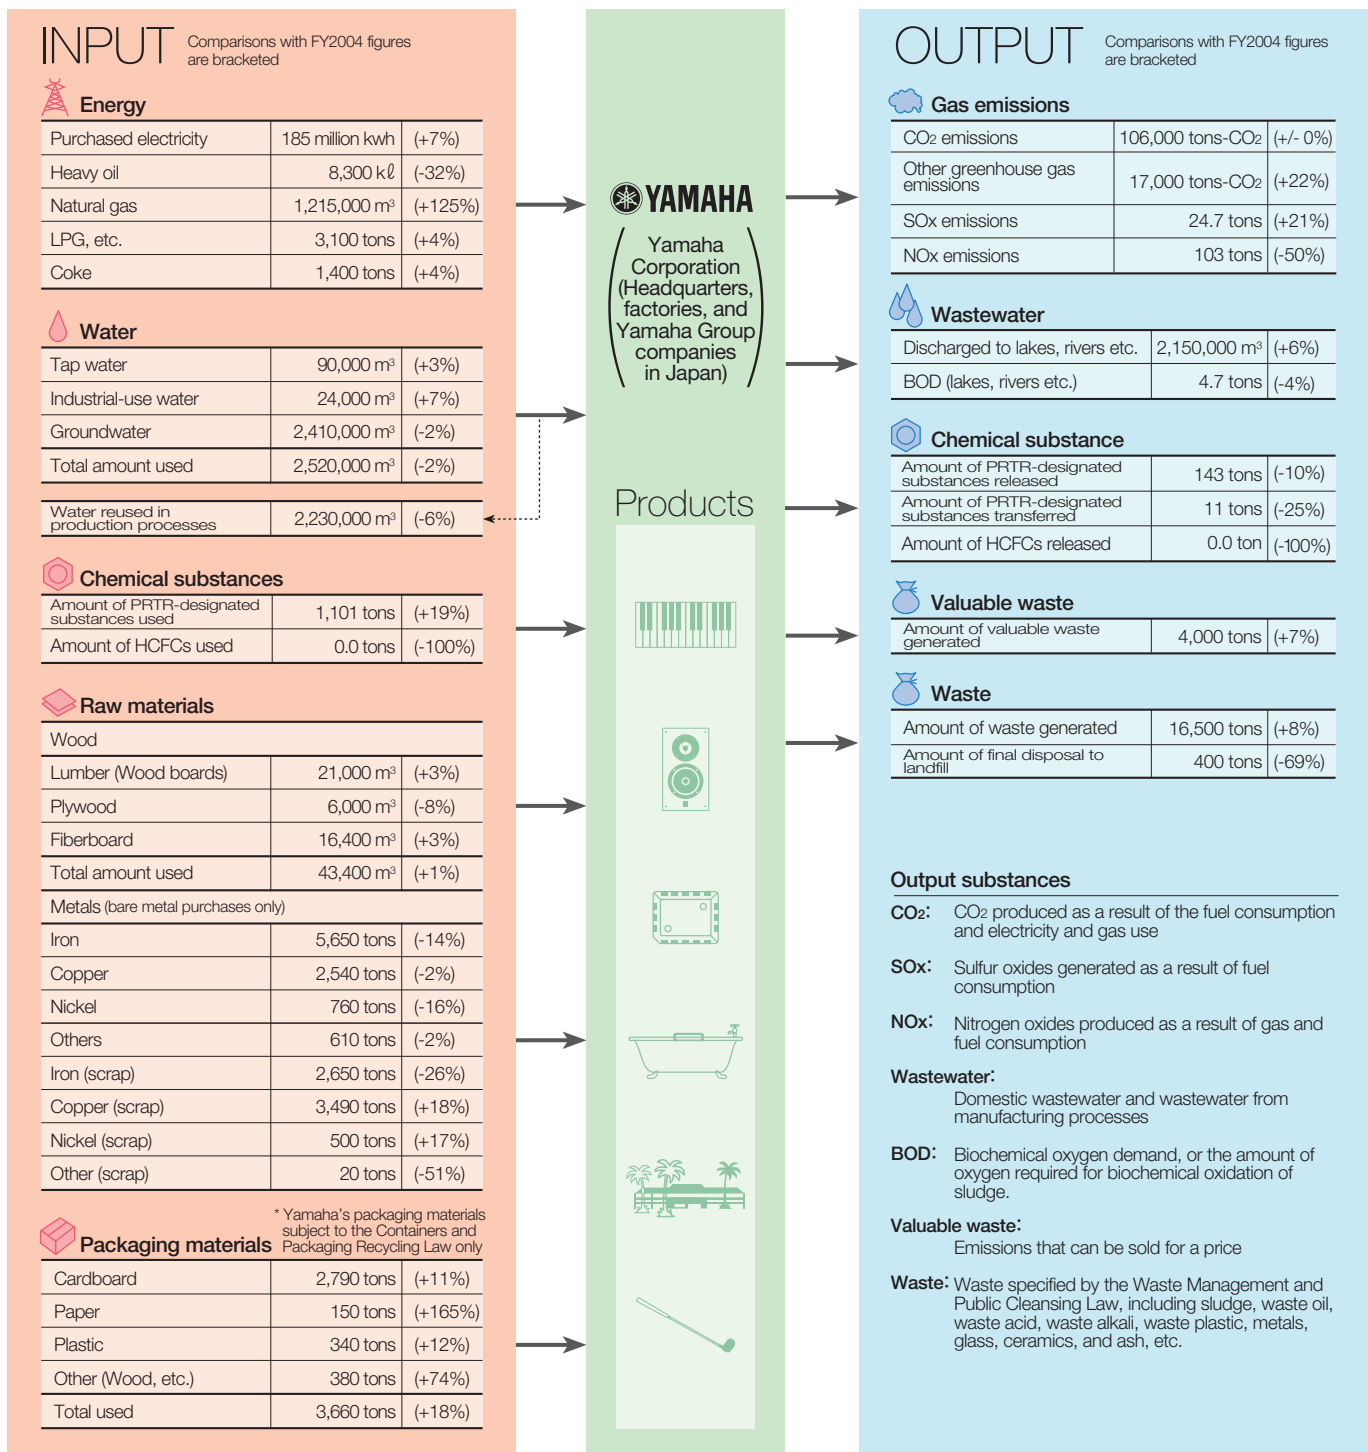 INPUT
Comparisons with FY2004 figures
are bracketed
Energy
Purchased electricity 185 million kwh (+7%)
Heavy oil 8,300 kℓ (-32%)
Natural gas 1,215,000 m³ (+125%)
LPG, etc. 3,100 tons (+4%)
Coke 1,400 tons (+4%)
Water
Tap water 90,000 m³ (+3%)
Industrial-use water 24,000 m³ (+7%)
Groundwater 2,410,000 m³ (-2%)
Total amount used 2,520,000 m³ (-2%)
Water reused in
production processes 2,230,000 m³ (-6%)
Chemical substances
Amount of PRTR-designated
substances used 1,101 tons (+19%)
Amount of HCFCs used 0.0 tons (-100%)
Raw materials
Wood
Lumber (Wood boards) 21,000 m³ (+3%)
Plywood 6,000 m³ (-8%)
Fiberboard 16,400 m³ (+3%)
Total amount used 43,400 m³ (+1%)
Metals (bare metal purchases only)
Iron 5,650 tons (-14%)
Copper 2,540 tons (-2%)
Nickel 760 tons (-16%)
Others 610 tons (-2%)
Iron (scrap) 2,650 tons (-26%)
Copper (scrap) 3,490 tons (+18%)
Nickel (scrap) 500 tons (+17%)
Other (scrap) 20 tons (-51%)
Packaging materials
* Yamaha's packaging materials
subject to the Containers and
Packaging Recycling Law only
Cardboard 2,790 tons (+11%)
Paper 150 tons (+165%)
Plastic 340 tons (+12%)
Other (Wood, etc.) 380 tons (+74%)
Total used 3,660 tons (+18%)
YAMAHA
Yamaha
Corporation
(Headquarters,
factories, and
Yamaha Group
companies
in Japan)
Products
OUTPUT
Comparisons with FY2004 figures
are bracketed
Gas emissions
CO2 emissions 106,000 tons-CO2 (+/- 0%)
Other greenhouse gas
emissions 17,000 tons-CO2 (+22%)
SOx emissions 24.7 tons (+21%)
NOx emissions 103 tons (-50%)
Wastewater
Discharged to lakes, rivers etc. 2,150,000 m³ (+6%)
BOD (lakes, rivers etc.) 4.7 tons (-4%)
Chemical substance
Amount of PRTR-designated
substances released 143 tons (-10%)
Amount of PRTR-designated
substances transferred 11 tons (-25%)
Amount of HCFCs released 0.0 ton (-100%)
Valuable waste
Amount of valuable waste
generated 4,000 tons (+7%)
Waste
Amount of waste generated 16,500 tons (+8%)
Amount of final disposal to
landfill 400 tons (-69%)
Output substances
CO2: CO2 produced as a result of the fuel consumption
and electricity and gas use
SOx: Sulfur oxides generated as a result of fuel
consumption
NOx: Nitrogen oxides produced as a result of gas and
fuel consumption
Wastewater:
Domestic wastewater and wastewater from
manufacturing processes
BOD: Biochemical oxygen demand, or the amount of
oxygen required for biochemical oxidation of
sludge.
Valuable waste:
Emissions that can be sold for a price
Waste: Waste specified by the Waste Management and
Public Cleansing Law, including sludge, waste oil,
waste acid, waste alkali, waste plastic, metals,
glass, ceramics, and ash, etc.